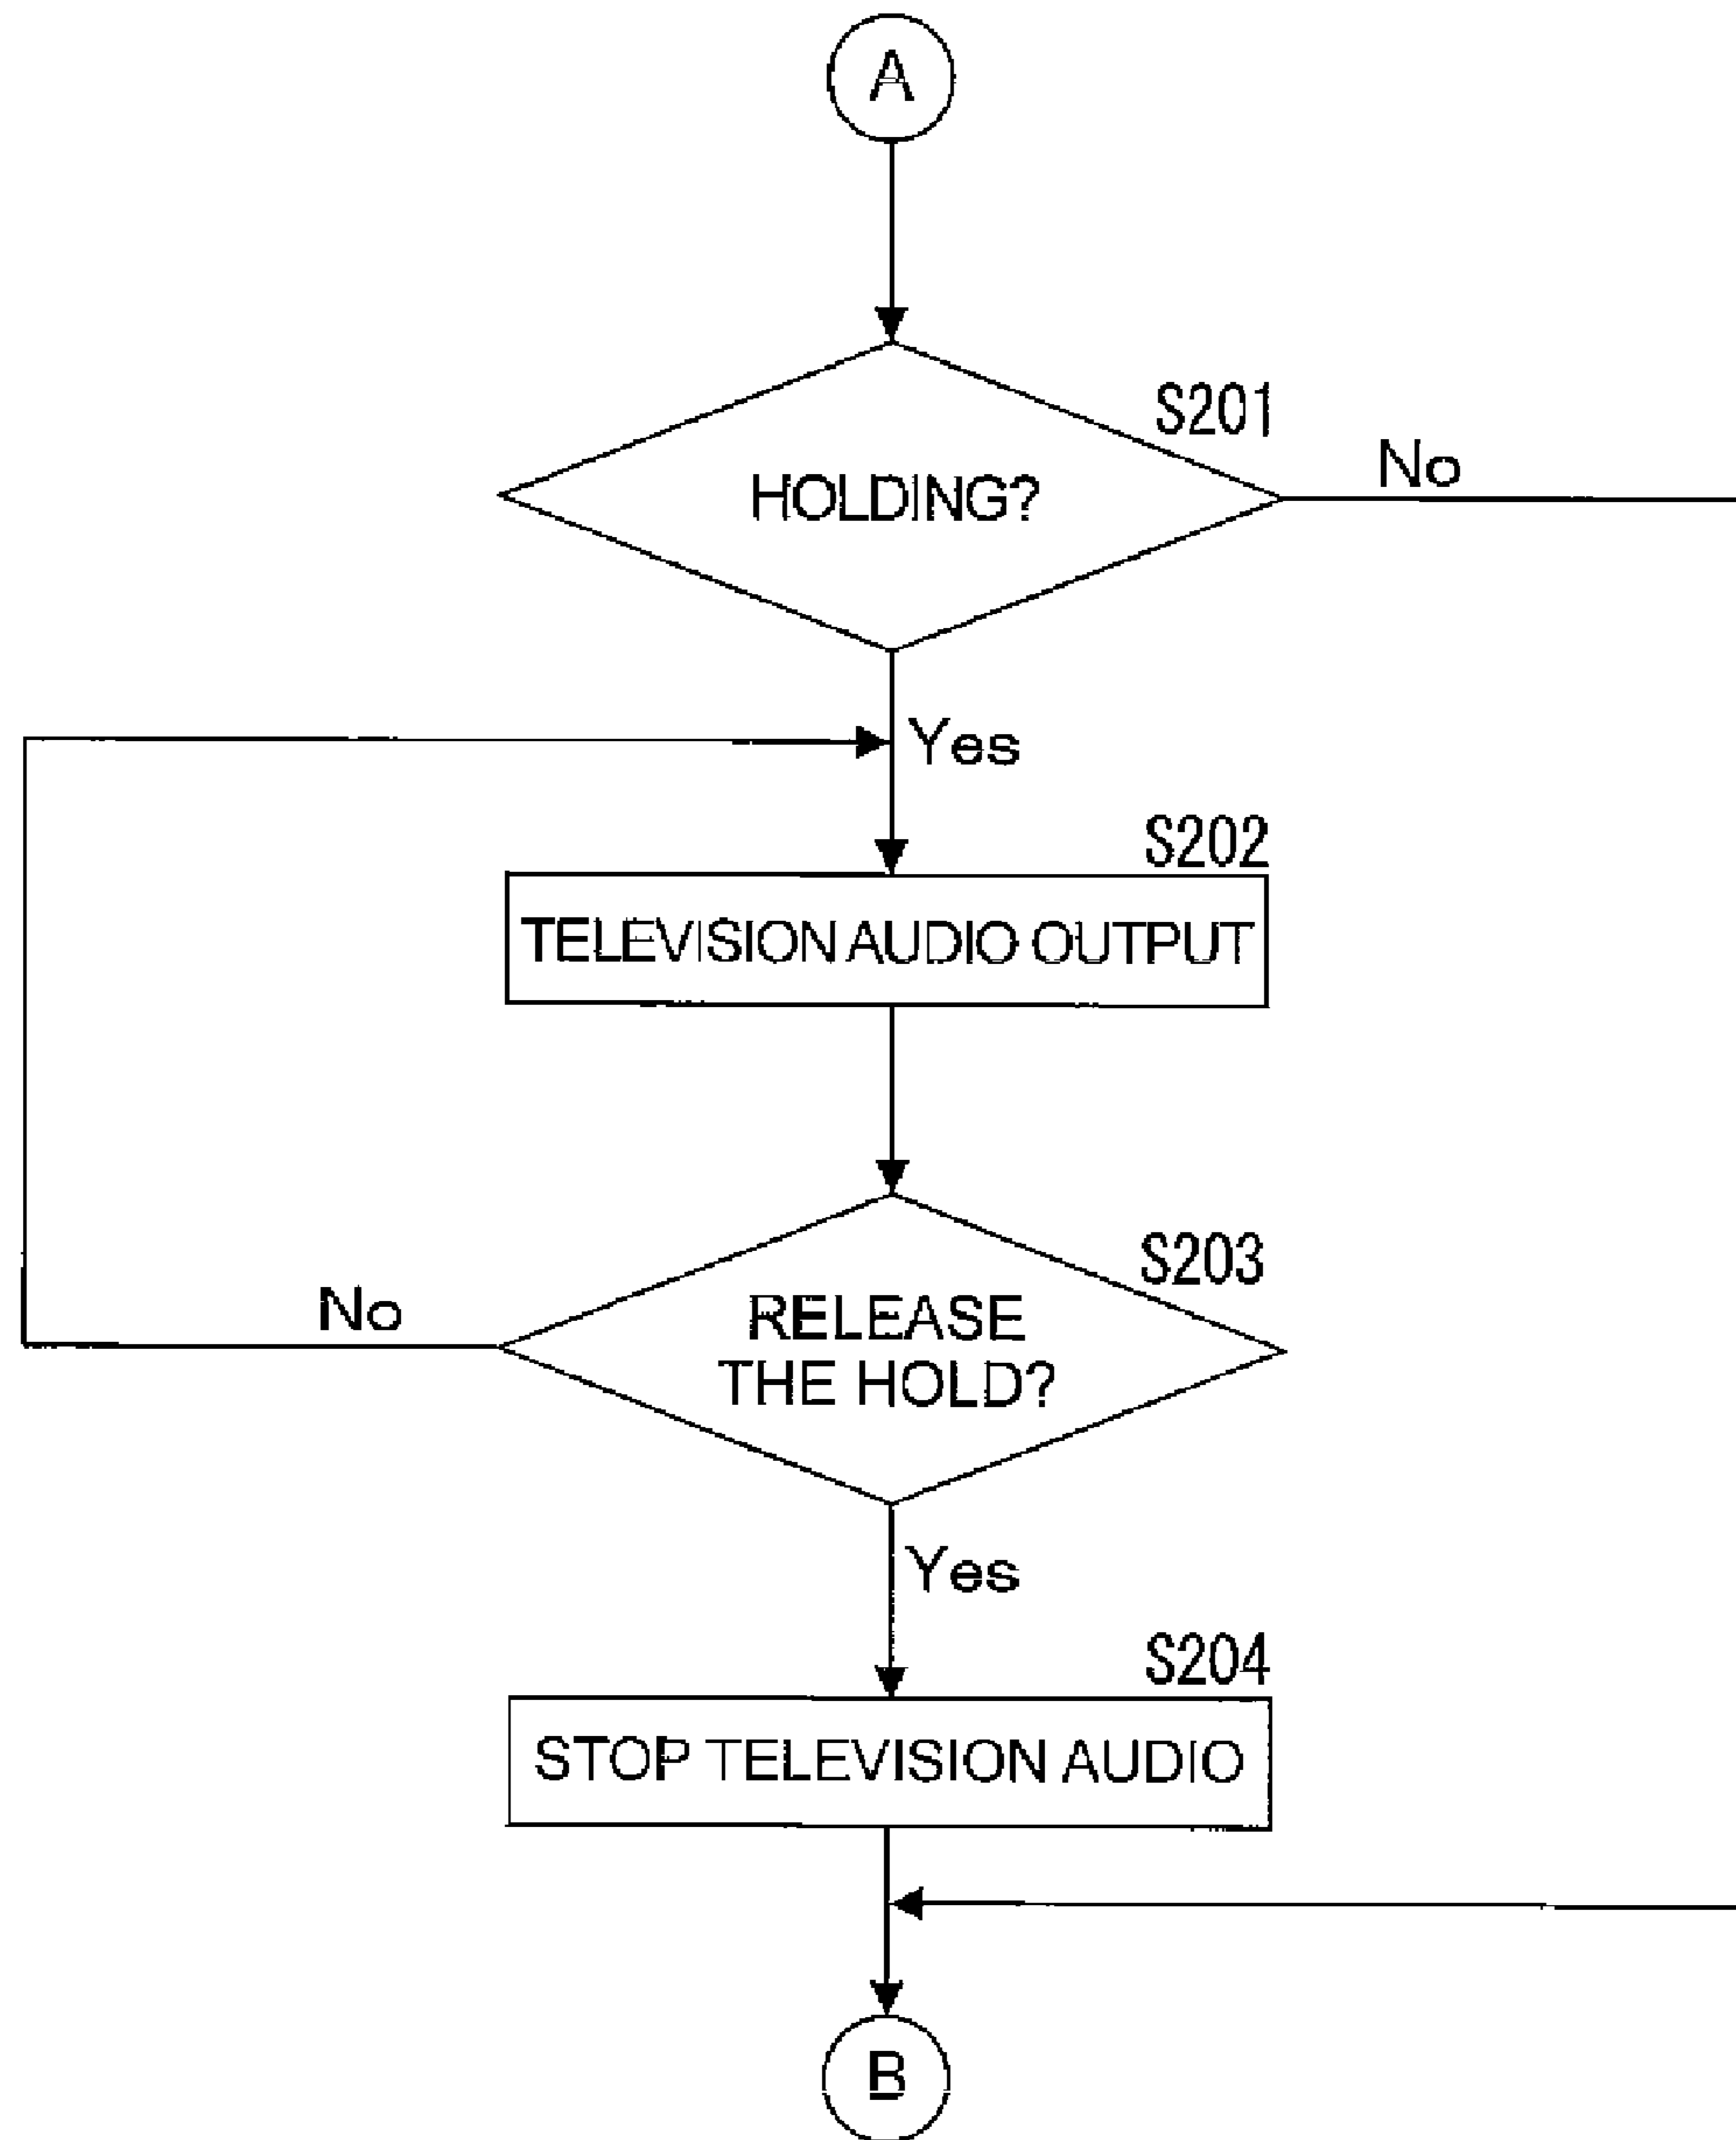 A
S201
HOLDING?
No
Yes
S202
TELEVISION AUDIO OUTPUT
S203
No
RELEASE
THE HOLD?
Yes
S204
STOP TELEVISION AUDIO
B